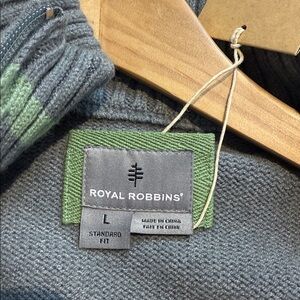 ROYAL ROBBINS®
L
STANDARD
FIT
MADE IN CHINA
FAIT EN CHINE